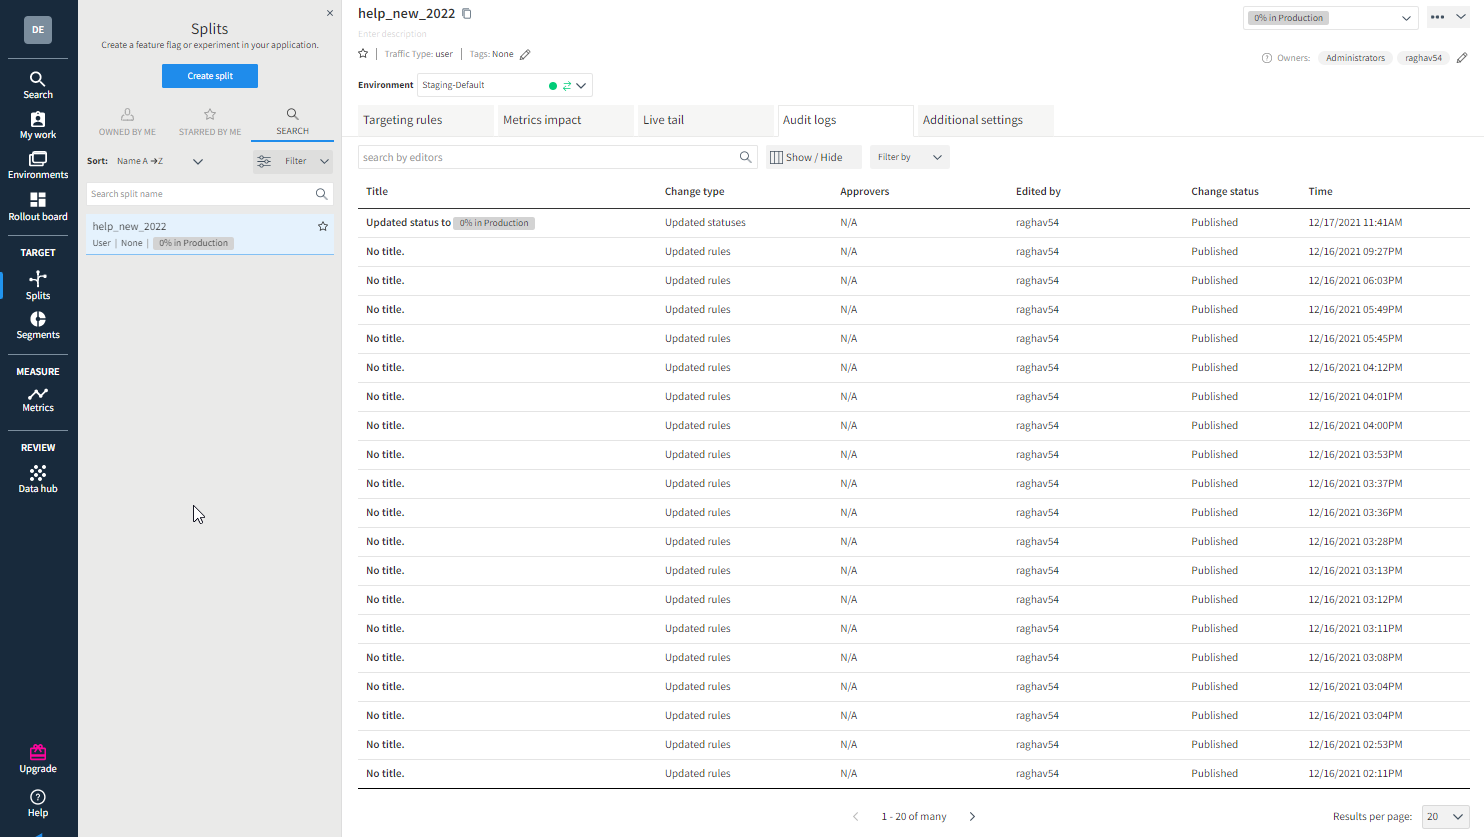 DE
Search
My work
Environments
Rollout board
TARGET
Splits
Segments
MEASURE
Metrics
REVIEW
Data hub
Upgrade
Help
Splits
Create a feature flag or experiment in your application.
Create split
OWNED BY ME
STARRED BY ME
SEARCH
Sort: Name A → Z
Filter
Search split name
help_new_2022
User | None | 0% in Production
help_new_2022
Enter description
Traffic Type: user | Tags: None
0% in Production
Owners: Administrators raghav54
Environment Staging-Default
Targeting rules Metrics impact Live tail Audit logs Additional settings
search by editors Show / Hide Filter by
Title Change type Approvers Edited by Change status Time
Updated status to 0% in Production Updated statuses N/A raghav54 Published 12/17/2021 11:41AM
No title. Updated rules N/A raghav54 Published 12/16/2021 09:27PM
No title. Updated rules N/A raghav54 Published 12/16/2021 06:03PM
No title. Updated rules N/A raghav54 Published 12/16/2021 05:49PM
No title. Updated rules N/A raghav54 Published 12/16/2021 05:45PM
No title. Updated rules N/A raghav54 Published 12/16/2021 04:12PM
No title. Updated rules N/A raghav54 Published 12/16/2021 04:01PM
No title. Updated rules N/A raghav54 Published 12/16/2021 04:00PM
No title. Updated rules N/A raghav54 Published 12/16/2021 03:53PM
No title. Updated rules N/A raghav54 Published 12/16/2021 03:37PM
No title. Updated rules N/A raghav54 Published 12/16/2021 03:36PM
No title. Updated rules N/A raghav54 Published 12/16/2021 03:28PM
No title. Updated rules N/A raghav54 Published 12/16/2021 03:13PM
No title. Updated rules N/A raghav54 Published 12/16/2021 03:12PM
No title. Updated rules N/A raghav54 Published 12/16/2021 03:11PM
No title. Updated rules N/A raghav54 Published 12/16/2021 03:08PM
No title. Updated rules N/A raghav54 Published 12/16/2021 03:04PM
No title. Updated rules N/A raghav54 Published 12/16/2021 03:04PM
No title. Updated rules N/A raghav54 Published 12/16/2021 02:53PM
No title. Updated rules N/A raghav54 Published 12/16/2021 02:11PM
1 - 20 of many
Results per page: 20